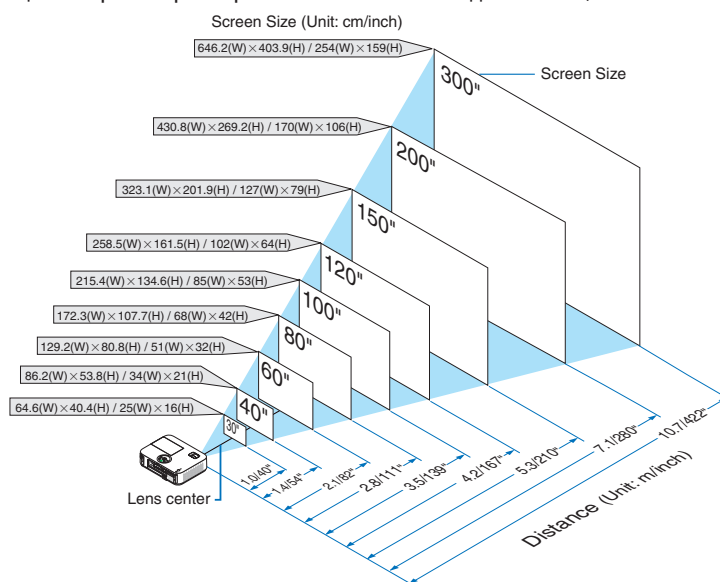 Screen Size (Unit: cm/inch)
646.2(W)×403.9(H) / 254(W)×159(H)
Screen Size
300"
430.8(W)×269.2(H) / 170(W)×106(H)
200"
323.1(W)×201.9(H) / 127(W)×79(H)
150"
258.5(W)×161.5(H) / 102(W)×64(H)
120"
215.4(W)×134.6(H) / 85(W)×53(H)
100"
172.3(W)×107.7(H) / 68(W)×42(H)
80"
129.2(W)×80.8(H) / 51(W)×32(H)
60"
86.2(W)×53.8(H) / 34(W)×21(H)
40"
64.6(W)×40.4(H) / 25(W)×16(H)
30"
Lens center
1.0/40"
1.4/54"
2.1/82"
2.8/111"
3.5/139"
4.2/167"
5.3/210"
7.1/280"
10.7/422"
Distance (Unit: m/inch)